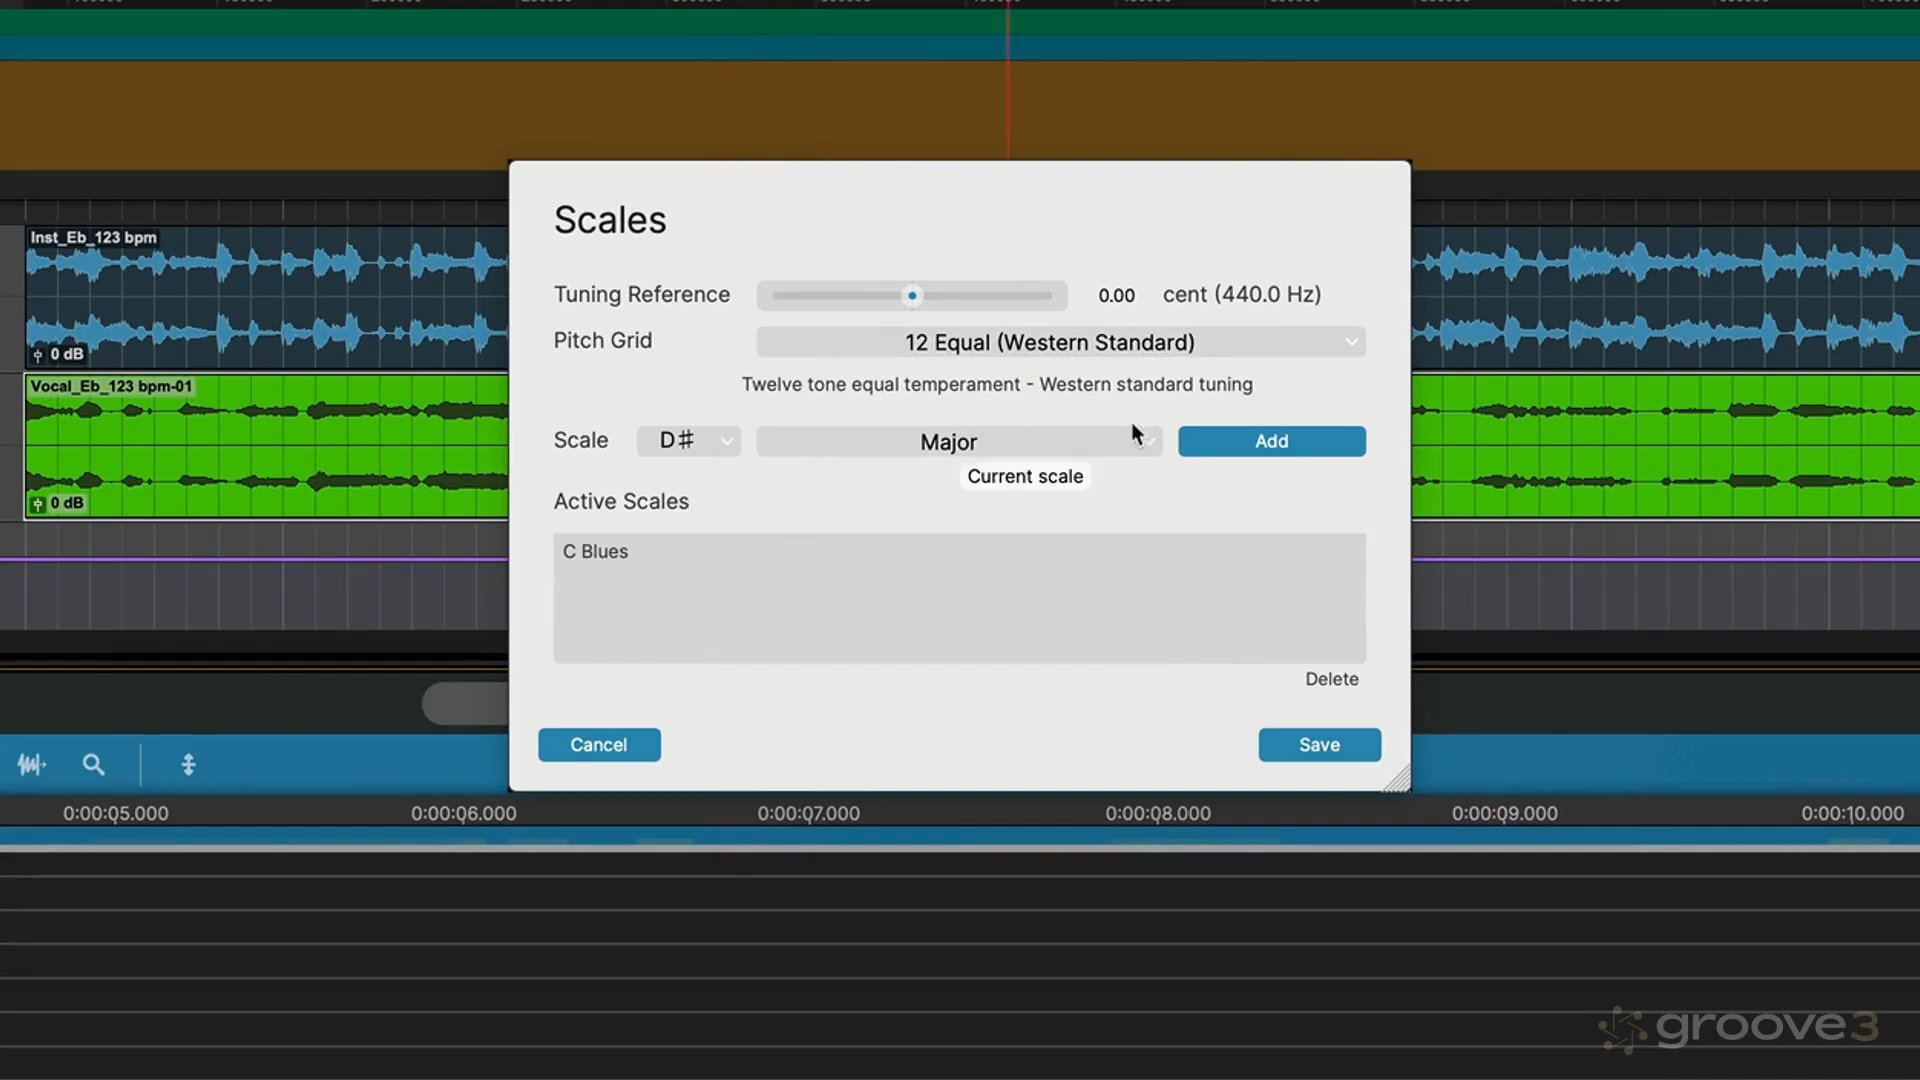 Inst_Eb_123 bpm
0 dB
Vocal_Eb_123 bpm-01
0 dB
Scales
Tuning Reference 0.00 cent (440.0 Hz)
Pitch Grid 12 Equal (Western Standard)
Twelve tone equal temperament - Western standard tuning
Scale D♯ Major Add
Current scale
Active Scales
C Blues
Delete
Cancel Save
0:00:05.000 0:00:06.000 0:00:07.000 0:00:08.000 0:00:09.000 0:00:10.000
groove3